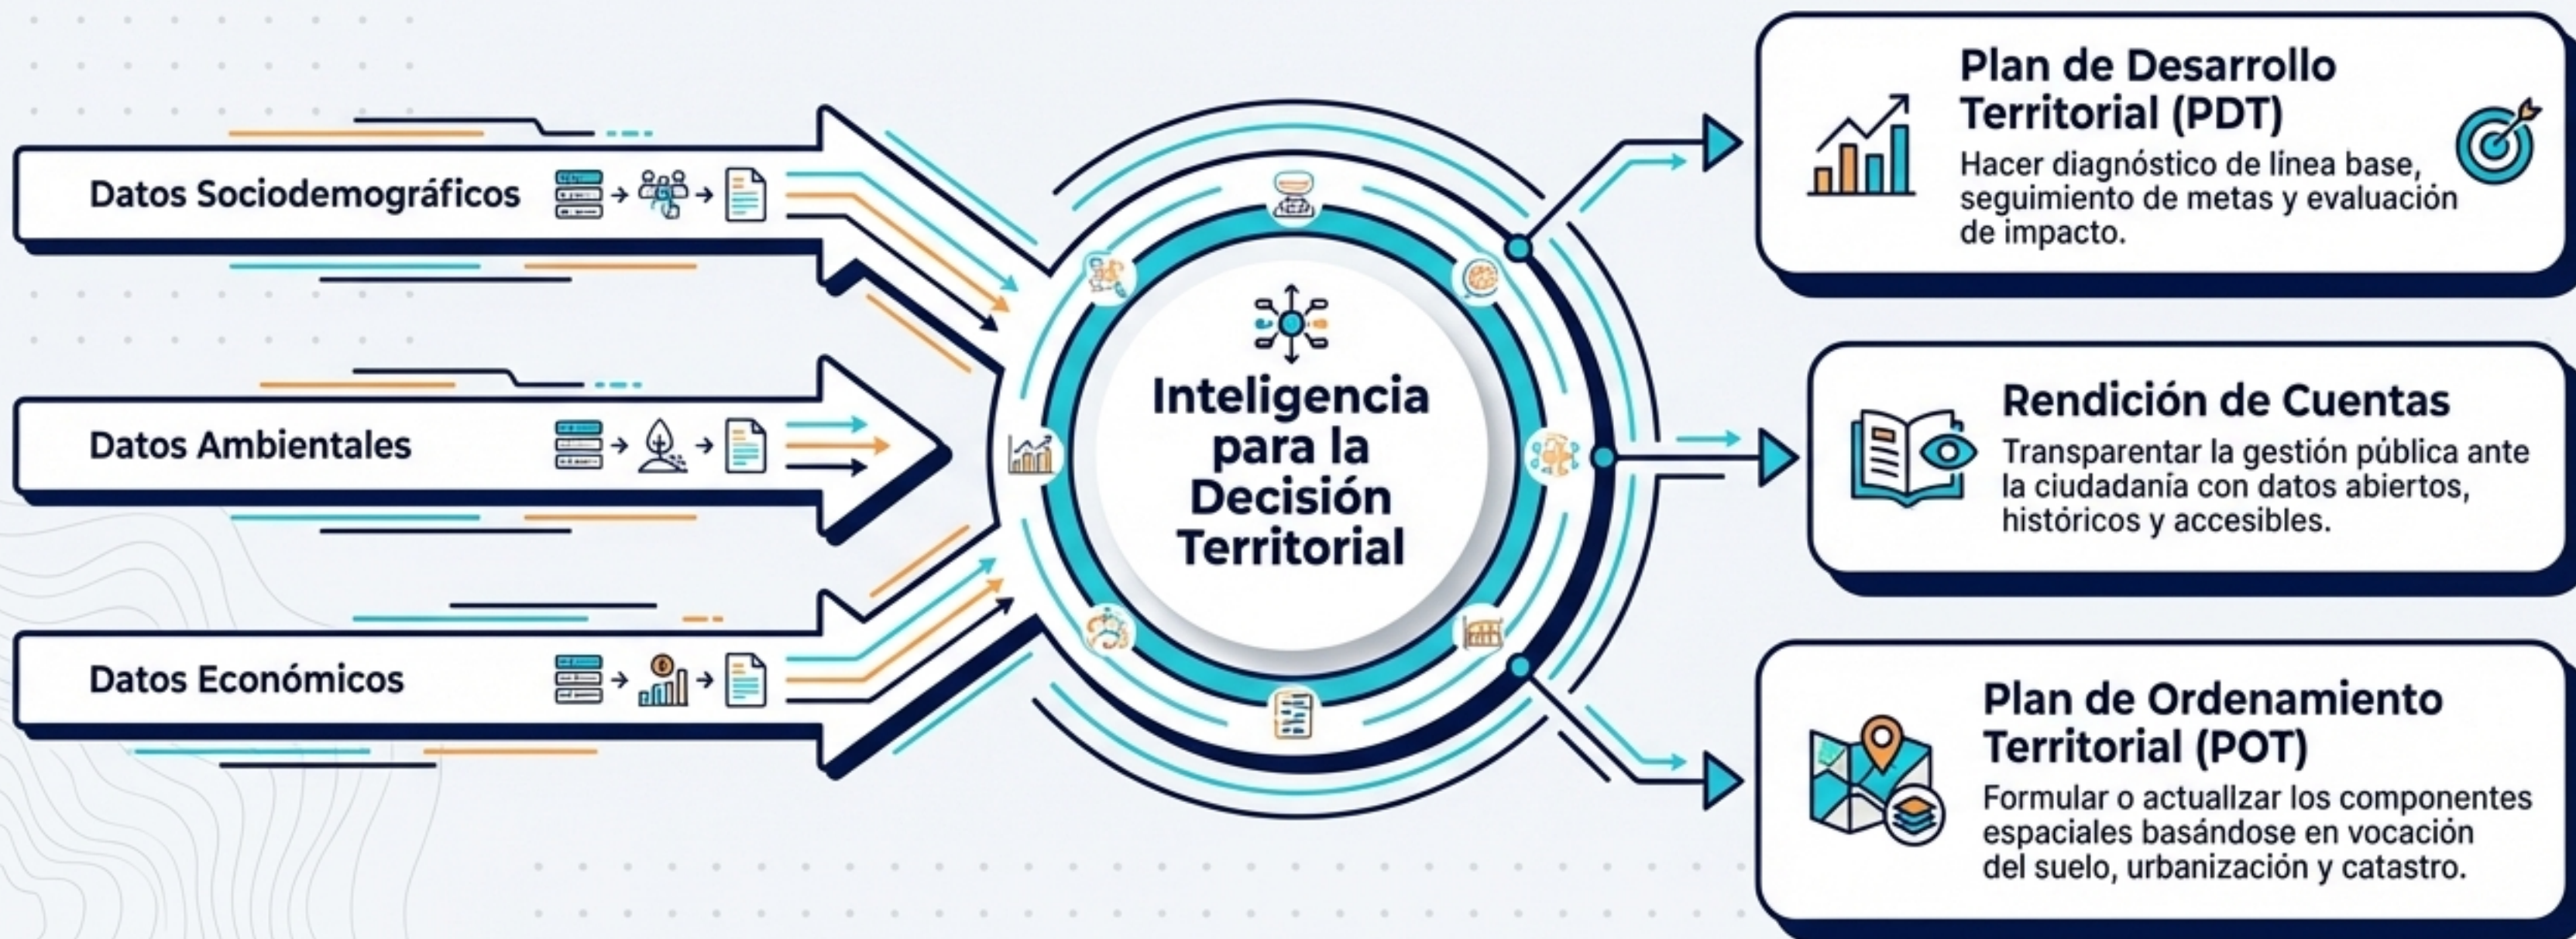 Datos Sociodemográficos
Datos Ambientales
Datos Económicos
Inteligencia
para la
Decisión
Territorial
Plan de Desarrollo
Territorial (PDT)
Hacer diagnóstico de línea base,
seguimiento de metas y evaluación
de impacto.
Rendición de Cuentas
Transparentar la gestión pública ante
la ciudadanía con datos abiertos,
históricos y accesibles.
Plan de Ordenamiento
Territorial (POT)
Formular o actualizar los componentes
espaciales basándose en vocación
del suelo, urbanización y catastro.